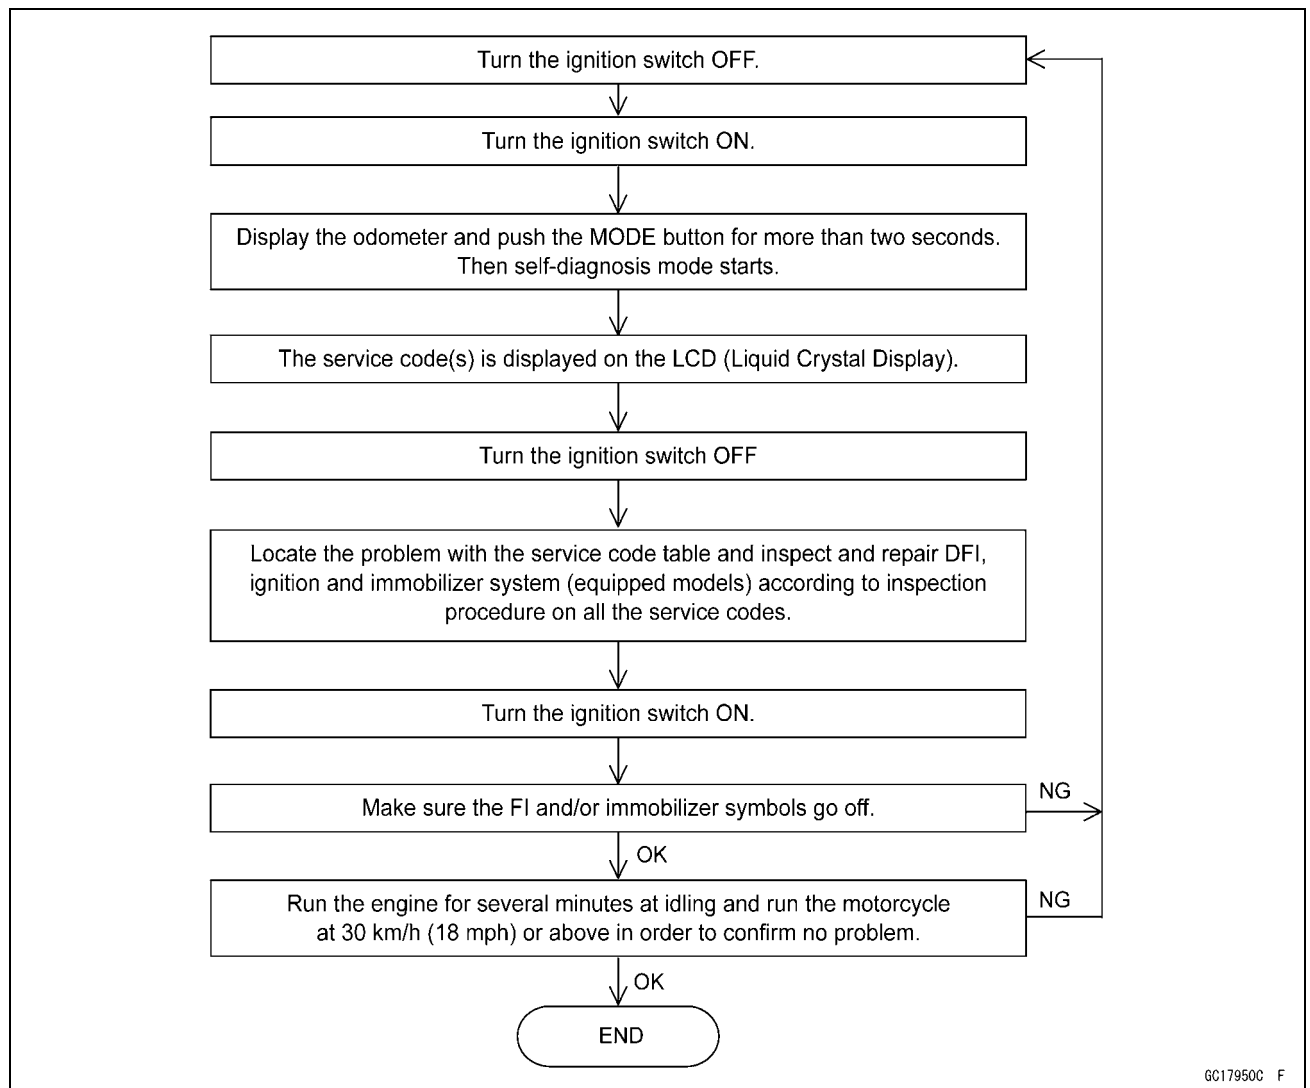 Turn the ignition switch OFF.
Turn the ignition switch ON.
Display the odometer and push the MODE button for more than two seconds.
Then self-diagnosis mode starts.
The service code(s) is displayed on the LCD (Liquid Crystal Display).
Turn the ignition switch OFF
Locate the problem with the service code table and inspect and repair DFI,
ignition and immobilizer system (equipped models) according to inspection
procedure on all the service codes.
Turn the ignition switch ON.
Make sure the FI and/or immobilizer symbols go off.
NG
OK
Run the engine for several minutes at idling and run the motorcycle
at 30 km/h (18 mph) or above in order to confirm no problem.
NG
OK
END
GC17950C F